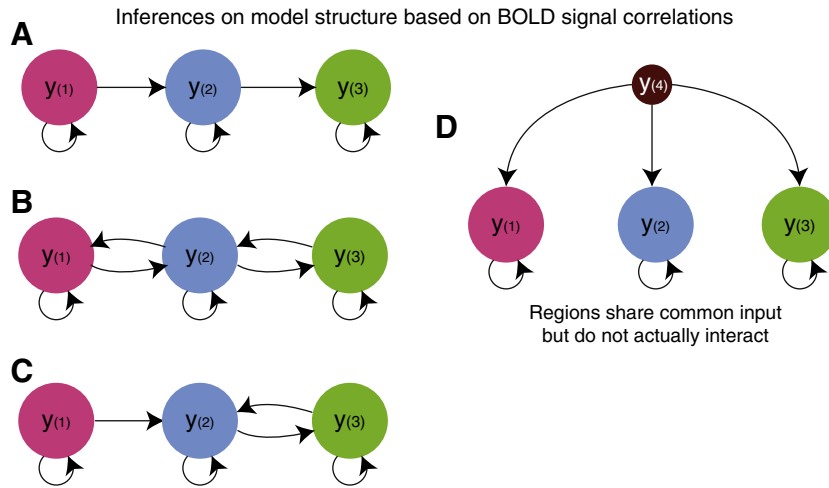 Inferences on model structure based on BOLD signal correlations
A
y(1) y(2) y(3)
B
y(1) y(2) y(3)
C
y(1) y(2) y(3)
D
y(4)
y(1) y(2) y(3)
Regions share common input
but do not actually interact